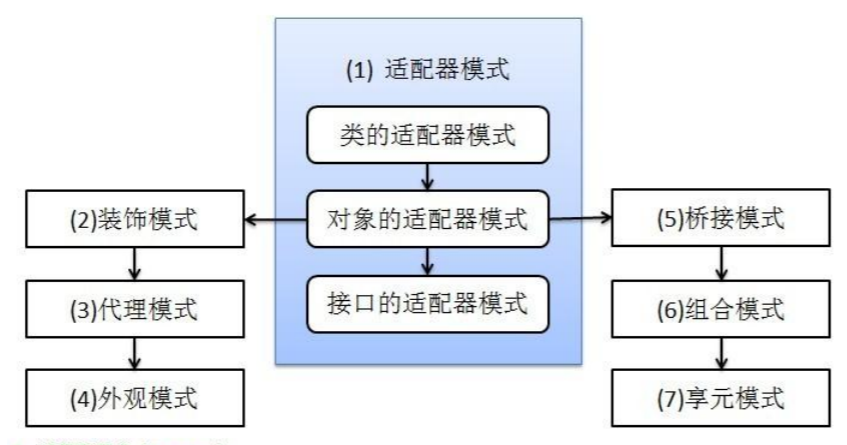 (1) 适配器模式
类的适配器模式
对象的适配器模式
接口的适配器模式
(2)装饰模式
(3)代理模式
(4)外观模式
(5)桥接模式
(6)组合模式
(7)享元模式